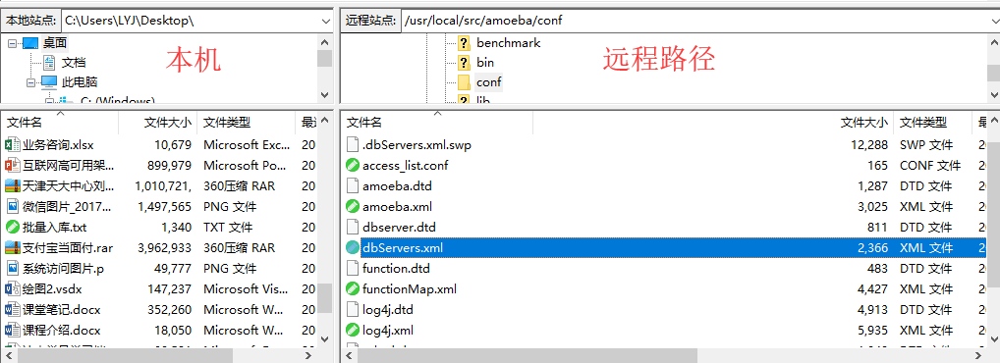 本地站点: C:\Users\LYJ\Desktop\
桌面
文档
此电脑
C: (Windows)
本机
文件名 文件大小 文件类型 最近
业务咨询.xlsx 10,679 Microsoft Exc... 20
互联网高可用架... 899,979 Microsoft Po... 20
天津天大中心刘... 1,010,721, 360压缩 RAR 20
微信图片_2017... 1,497,565 PNG 文件 20
批量入库.txt 1,340 TXT 文件 20
支付宝当面付.rar 3,962,933 360压缩 RAR 20
系统访问图片.p 49,777 PNG 文件 20
绘图2.vsdx 147,237 Microsoft Vis... 20
课堂笔记.docx 352,260 Microsoft W... 20
课程介绍.docx 18,050 Microsoft W... 20
远程站点: /usr/local/src/amoeba/conf
benchmark
bin
conf
lib
远程路径
文件名 文件大小 文件类型 最
.dbServers.xml.swp 12,288 SWP 文件 20
access_list.conf 165 CONF 文件 20
amoeba.dtd 1,287 DTD 文件 20
amoeba.xml 3,025 XML 文件 20
dbserver.dtd 811 DTD 文件 20
dbServers.xml 2,366 XML 文件 20
function.dtd 483 DTD 文件 20
functionMap.xml 4,427 XML 文件 20
log4j.dtd 4,913 DTD 文件 20
log4j.xml 5,935 XML 文件 20